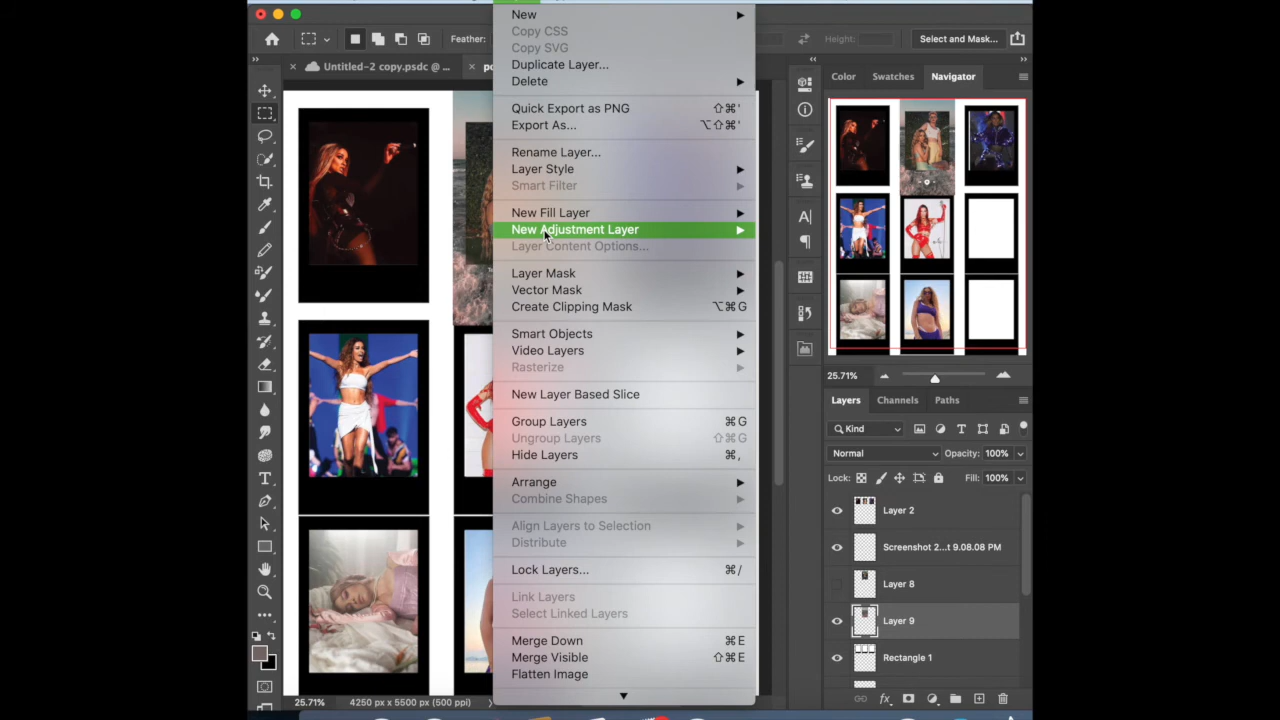 Feather:
Height:
Select and Mask...
Untitled-2 copy.psdc @ ...
New
Copy CSS
Copy SVG
Duplicate Layer...
Delete
Quick Export as PNG ⇧⌘'
Export As... ⌥⇧⌘'
Rename Layer...
Layer Style
Smart Filter
New Fill Layer
New Adjustment Layer
Layer Content Options...
Layer Mask
Vector Mask
Create Clipping Mask ⌥⌘G
Smart Objects
Video Layers
Rasterize
New Layer Based Slice
Group Layers ⌘G
Ungroup Layers ⇧⌘G
Hide Layers ⌘,
Arrange
Combine Shapes
Align Layers to Selection
Distribute
Lock Layers... ⌘/
Link Layers
Select Linked Layers
Merge Down ⌘E
Merge Visible ⇧⌘E
Flatten Image
Color Swatches Navigator
25.71%
Layers Channels Paths
Kind
Normal Opacity: 100%
Lock: Fill: 100%
Layer 2
Screenshot 2...t 9.08.08 PM
Layer 8
Layer 9
Rectangle 1
fx
25.71% 4250 px x 5500 px (500 ppi)